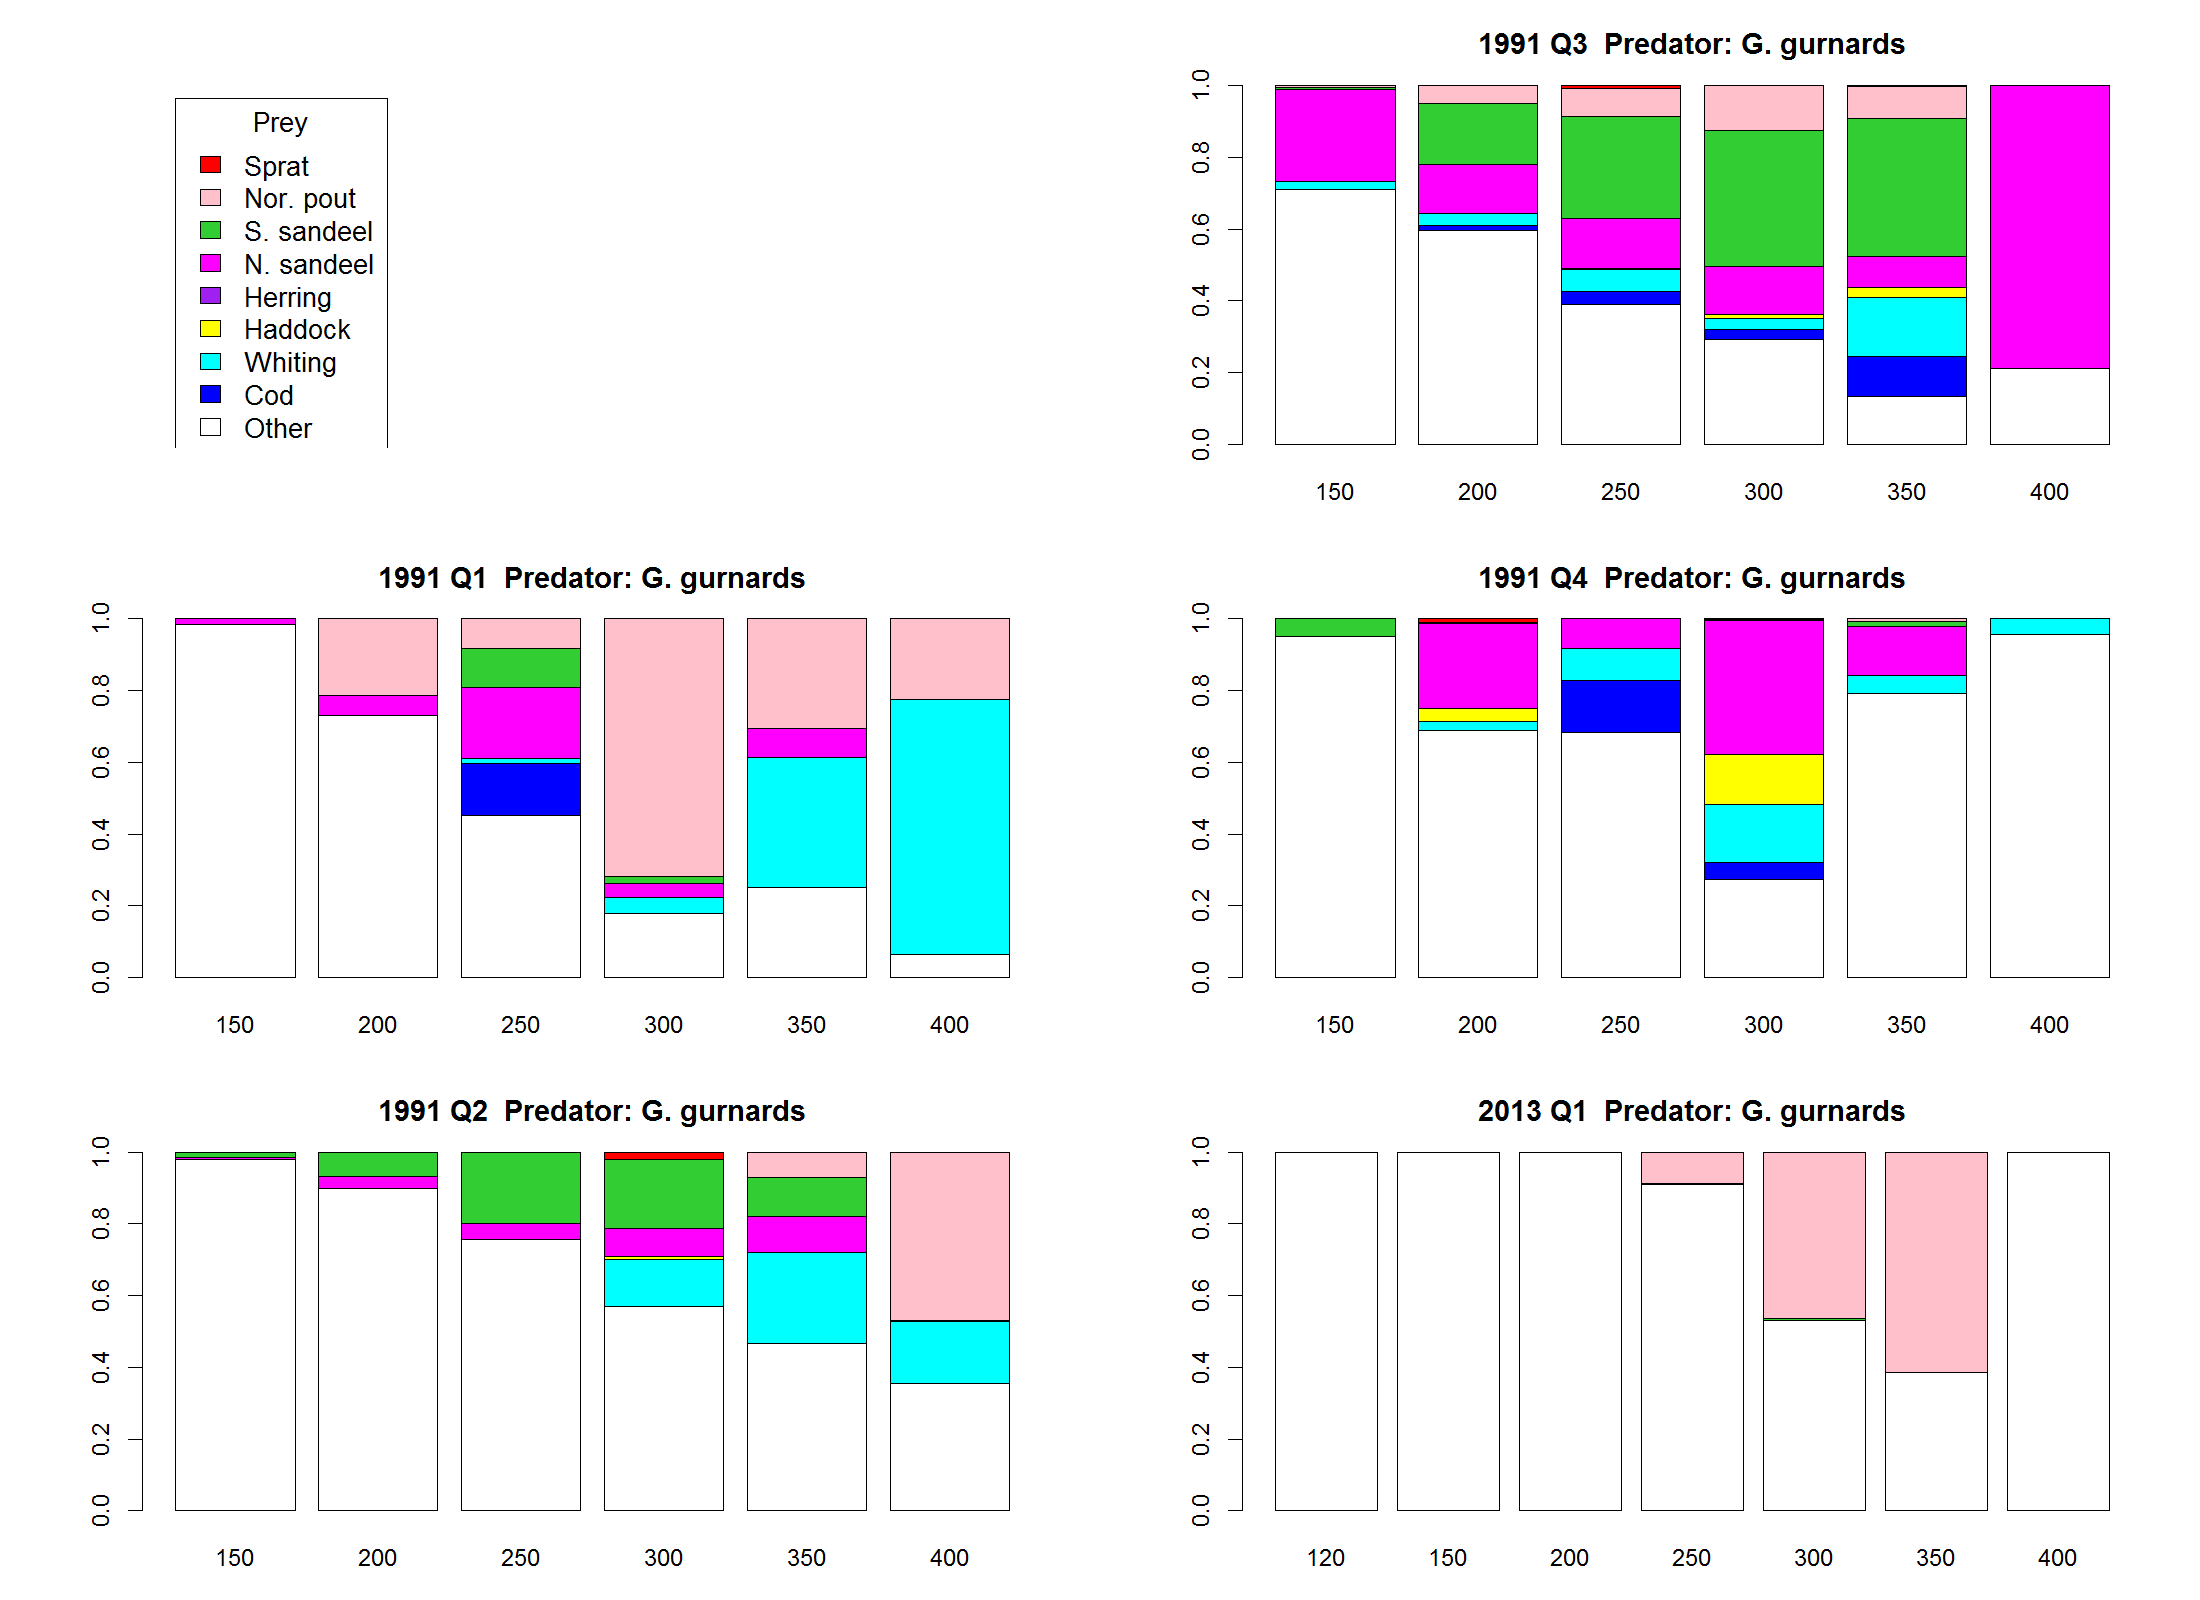 Prey
Sprat
Nor. pout
S. sandeel
N. sandeel
Herring
Haddock
Whiting
Cod
Other
1991 Q3  Predator: G. gurnards
0.0 0.2 0.4 0.6 0.8 1.0
150 200 250 300 350 400
1991 Q1  Predator: G. gurnards
0.0 0.2 0.4 0.6 0.8 1.0
150 200 250 300 350 400
1991 Q4  Predator: G. gurnards
0.0 0.2 0.4 0.6 0.8 1.0
150 200 250 300 350 400
1991 Q2  Predator: G. gurnards
0.0 0.2 0.4 0.6 0.8 1.0
150 200 250 300 350 400
2013 Q1  Predator: G. gurnards
0.0 0.2 0.4 0.6 0.8 1.0
120 150 200 250 300 350 400